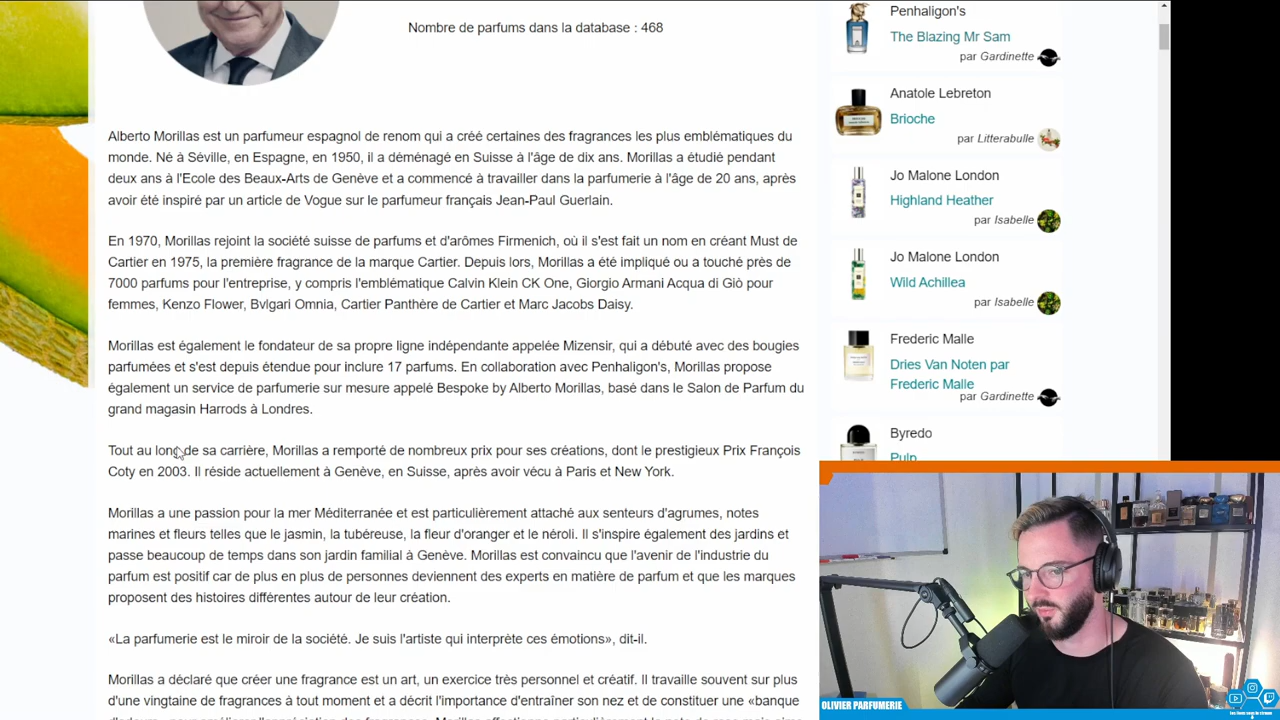 Nombre de parfums dans la database : 468
Alberto Morillas est un parfumeur espagnol de renom qui a créé certaines des fragrances les plus emblématiques du
monde. Né à Séville, en Espagne, en 1950, il a déménagé en Suisse à l'âge de dix ans. Morillas a étudié pendant
deux ans à l'Ecole des Beaux-Arts de Genève et a commencé à travailler dans la parfumerie à l'âge de 20 ans, après
avoir été inspiré par un article de Vogue sur le parfumeur français Jean-Paul Guerlain.
En 1970, Morillas rejoint la société suisse de parfums et d'arômes Firmenich, où il s'est fait un nom en créant Must de
Cartier en 1975, la première fragrance de la marque Cartier. Depuis lors, Morillas a été impliqué ou a touché près de
7000 parfums pour l'entreprise, y compris l'emblématique Calvin Klein CK One, Giorgio Armani Acqua di Giò pour
femmes, Kenzo Flower, Bvlgari Omnia, Cartier Panthère de Cartier et Marc Jacobs Daisy.
Morillas est également le fondateur de sa propre ligne indépendante appelée Mizensir, qui a débuté avec des bougies
parfumées et s'est depuis étendue pour inclure 17 parfums. En collaboration avec Penhaligon's, Morillas propose
également un service de parfumerie sur mesure appelé Bespoke by Alberto Morillas, basé dans le Salon de Parfum du
grand magasin Harrods à Londres.
Tout au long de sa carrière, Morillas a remporté de nombreux prix pour ses créations, dont le prestigieux Prix François
Coty en 2003. Il réside actuellement à Genève, en Suisse, après avoir vécu à Paris et New York.
Morillas a une passion pour la mer Méditerranée et est particulièrement attaché aux senteurs d'agrumes, notes
marines et fleurs telles que le jasmin, la tubéreuse, la fleur d'oranger et le néroli. Il s'inspire également des jardins et
passe beaucoup de temps dans son jardin familial à Genève. Morillas est convaincu que l'avenir de l'industrie du
parfum est positif car de plus en plus de personnes deviennent des experts en matière de parfum et que les marques
proposent des histoires différentes autour de leur création.
«La parfumerie est le miroir de la société. Je suis l'artiste qui interprète ces émotions», dit-il.
Morillas a déclaré que créer une fragrance est un art, un exercice très personnel et créatif. Il travaille souvent sur plus
d'une vingtaine de fragrances à tout moment et a décrit l'importance d'entraîner son nez et de constituer une «banque
Penhaligon's
The Blazing Mr Sam
par Gardinette
Anatole Lebreton
Brioche
par Litterabulle
Jo Malone London
Highland Heather
par Isabelle
Jo Malone London
Wild Achillea
par Isabelle
Frederic Malle
Dries Van Noten par
Frederic Malle
par Gardinette
Byredo
Pulp
OLIVIER PARFUMERIE